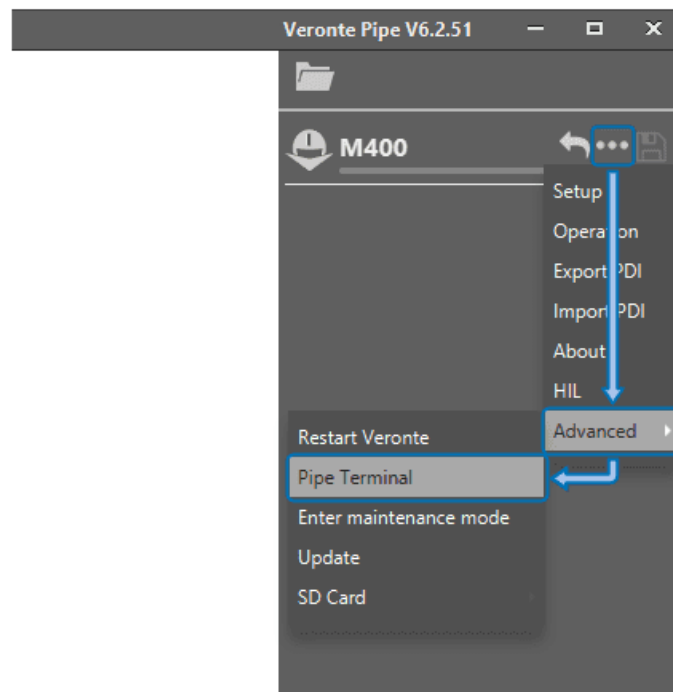 Veronte Pipe V6.2.51
M400
Setup
Operation
Export PDI
Import PDI
About
HIL
Advanced
Restart Veronte
Pipe Terminal
Enter maintenance mode
Update
SD Card